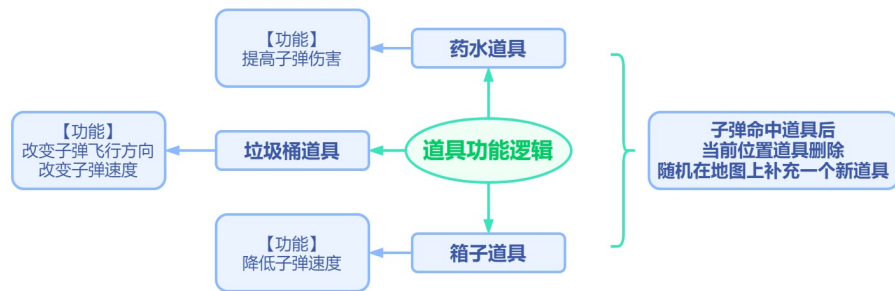 【功能】
提高子弹伤害
药水道具
【功能】
改变子弹飞行方向
改变子弹速度
垃圾桶道具
道具功能逻辑
子弹命中道具后
当前位置道具删除
随机在地图上补充一个新道具
【功能】
降低子弹速度
箱子道具